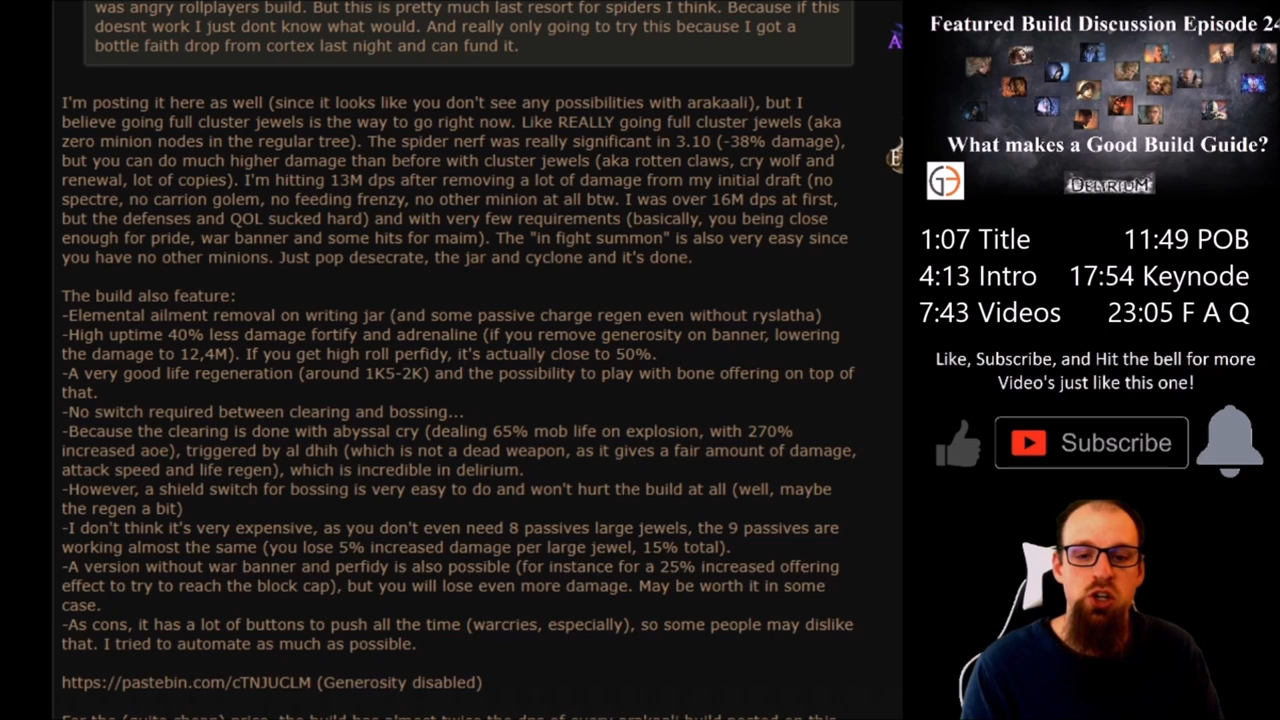 was angry rollplayers build. But this is pretty much last resort for spiders I think. Because if this
doesnt work I just dont know what would. And really only going to try this because I got a
bottle faith drop from cortex last night and can fund it.
I'm posting it here as well (since it looks like you don't see any possibilities with arakaali), but I
believe going full cluster jewels is the way to go right now. Like REALLY going full cluster jewels (aka
zero minion nodes in the regular tree). The spider nerf was really significant in 3.10 (-38% damage),
but you can do much higher damage than before with cluster jewels (aka rotten claws, cry wolf and
renewal, lot of copies). I'm hitting 13M dps after removing a lot of damage from my initial draft (no
spectre, no carrion golem, no feeding frenzy, no other minion at all btw. I was over 16M dps at first,
but the defenses and QOL sucked hard) and with very few requirements (basically, you being close
enough for pride, war banner and some hits for maim). The "in fight summon" is also very easy since
you have no other minions. Just pop desecrate, the jar and cyclone and it's done.
The build also feature:
-Elemental ailment removal on writing jar (and some passive charge regen even without ryslatha)
-High uptime 40% less damage fortify and adrenaline (if you remove generosity on banner, lowering
the damage to 12,4M). If you get high roll perfidy, it's actually close to 50%.
-A very good life regeneration (around 1K5-2K) and the possibility to play with bone offering on top of
that.
-No switch required between clearing and bossing...
-Because the clearing is done with abyssal cry (dealing 65% mob life on explosion, with 270%
increased aoe), triggered by al dhih (which is not a dead weapon, as it gives a fair amount of damage,
attack speed and life regen), which is incredible in delirium.
-However, a shield switch for bossing is very easy to do and won't hurt the build at all (well, maybe
the regen a bit)
-I don't think it's very expensive, as you don't even need 8 passives large jewels, the 9 passives are
working almost the same (you lose 5% increased damage per large jewel, 15% total).
-A version without war banner and perfidy is also possible (for instance for a 25% increased offering
effect to try to reach the block cap), but you will lose even more damage. May be worth it in some
case.
-As cons, it has a lot of buttons to push all the time (warcries, especially), so some people may dislike
that. I tried to automate as much as possible.
https://pastebin.com/cTNJUCLM (Generosity disabled)
For the (quite cheap) price, the build has almost twice the dps of every arakaali build posted on this
A
E
Featured Build Discussion Episode 24
What makes a Good Build Guide?
DELIRIUM
1:07 Title 11:49 POB
4:13 Intro 17:54 Keynode
7:43 Videos 23:05 F A Q
Like, Subscribe, and Hit the bell for more
Video's just like this one!
Subscribe